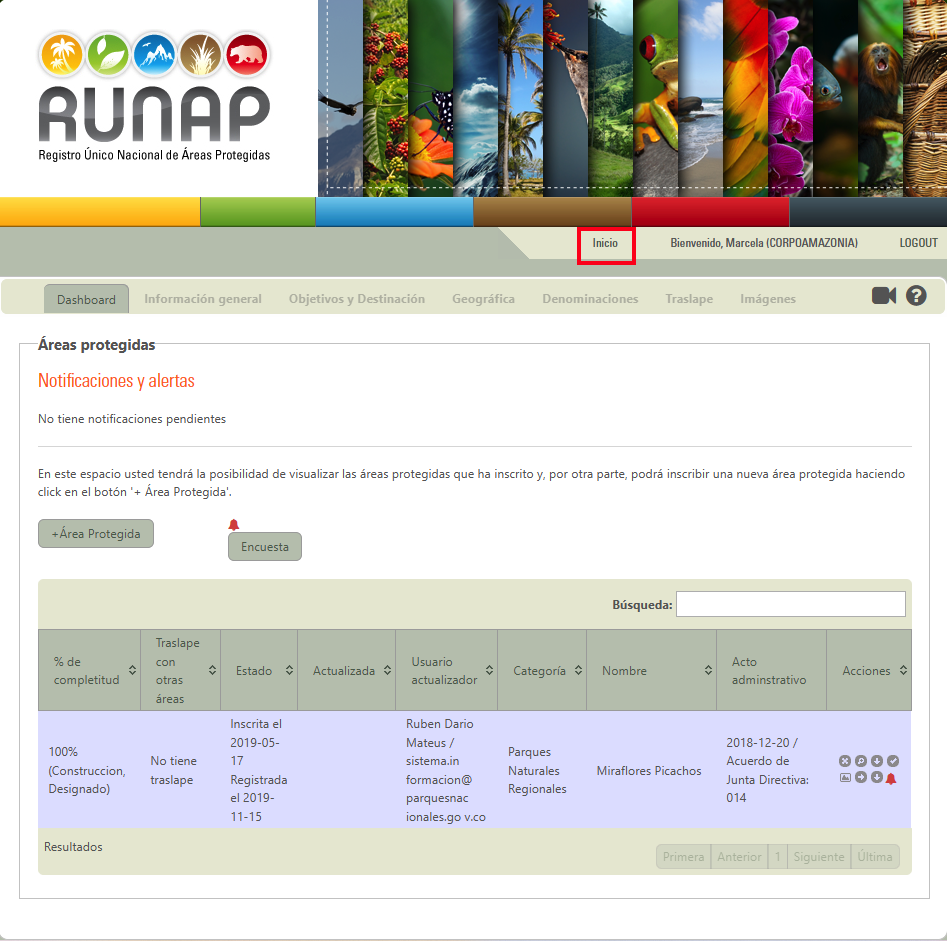 RUNAP
Registro Único Nacional de Áreas Protegidas
Inicio
Bienvenido, Marcela (CORPOAMAZONIA)
LOGOUT
Dashboard
Información general
Objetivos y Destinación
Geográfica
Denominaciones
Traslape
Imágenes
?
Áreas protegidas
Notificaciones y alertas
No tiene notificaciones pendientes
En este espacio usted tendrá la posibilidad de visualizar las áreas protegidas que ha inscrito y, por otra parte, podrá inscribir una nueva área protegida haciendo
click en el botón '+ Área Protegida'.
+Área Protegida
Encuesta
Búsqueda:
% de
completitud
Traslape
con
otras
áreas
Estado
Actualizada
Usuario
actualizador
Categoría
Nombre
Acto
adminstrativo
Acciones
100%
(Construccion,
Designado)
No tiene
traslape
Inscrita el
2019-05-
17
Registrada
el 2019-
11-15
Ruben Dario
Mateus /
sistema.in
formacion@
parquesnac
ionales.go v.co
Parques
Naturales
Regionales
Miraflores Picachos
2018-12-20 /
Acuerdo de
Junta Directiva:
014
Resultados
Primera
Anterior
1
Siguiente
Última